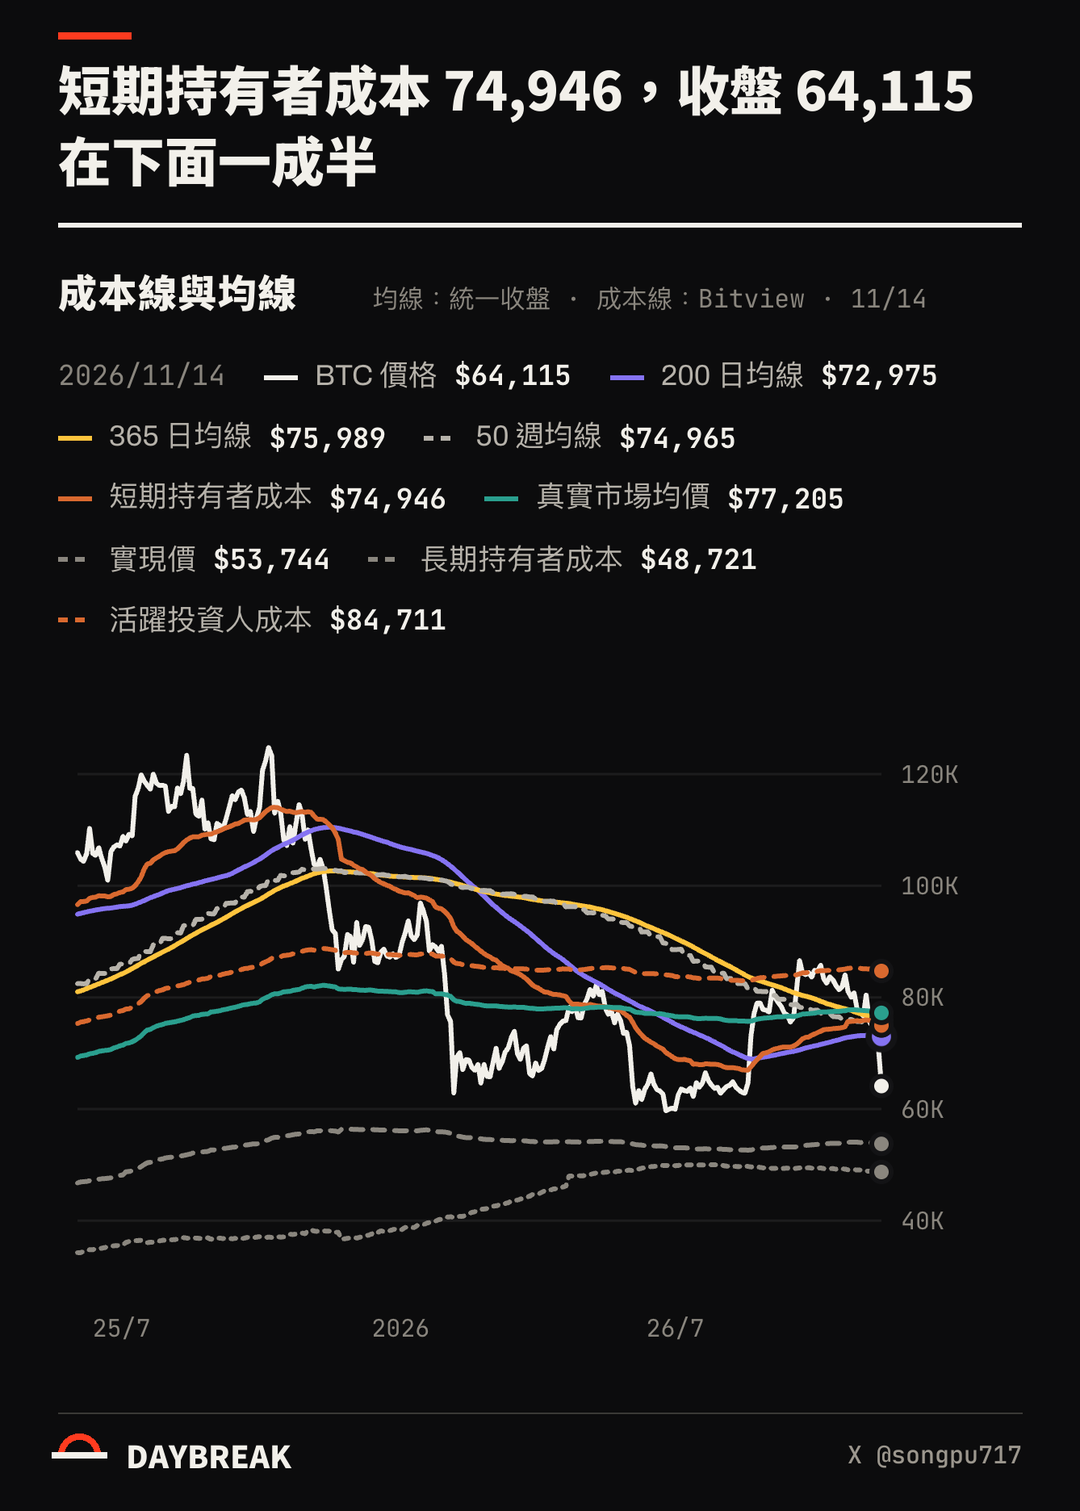 短期持有者成本 74,946，收盤 64,115
在下面一成半
成本線與均線 均線：統一收盤 · 成本線：Bitview · 11/14
2026/11/14 BTC 價格 $64,115 200 日均線 $72,975
365 日均線 $75,989 50 週均線 $74,965
短期持有者成本 $74,946 真實市場均價 $77,205
實現價 $53,744 長期持有者成本 $48,721
活躍投資人成本 $84,711
120K
100K
80K
60K
40K
25/7 2026 26/7
DAYBREAK X @songpu717